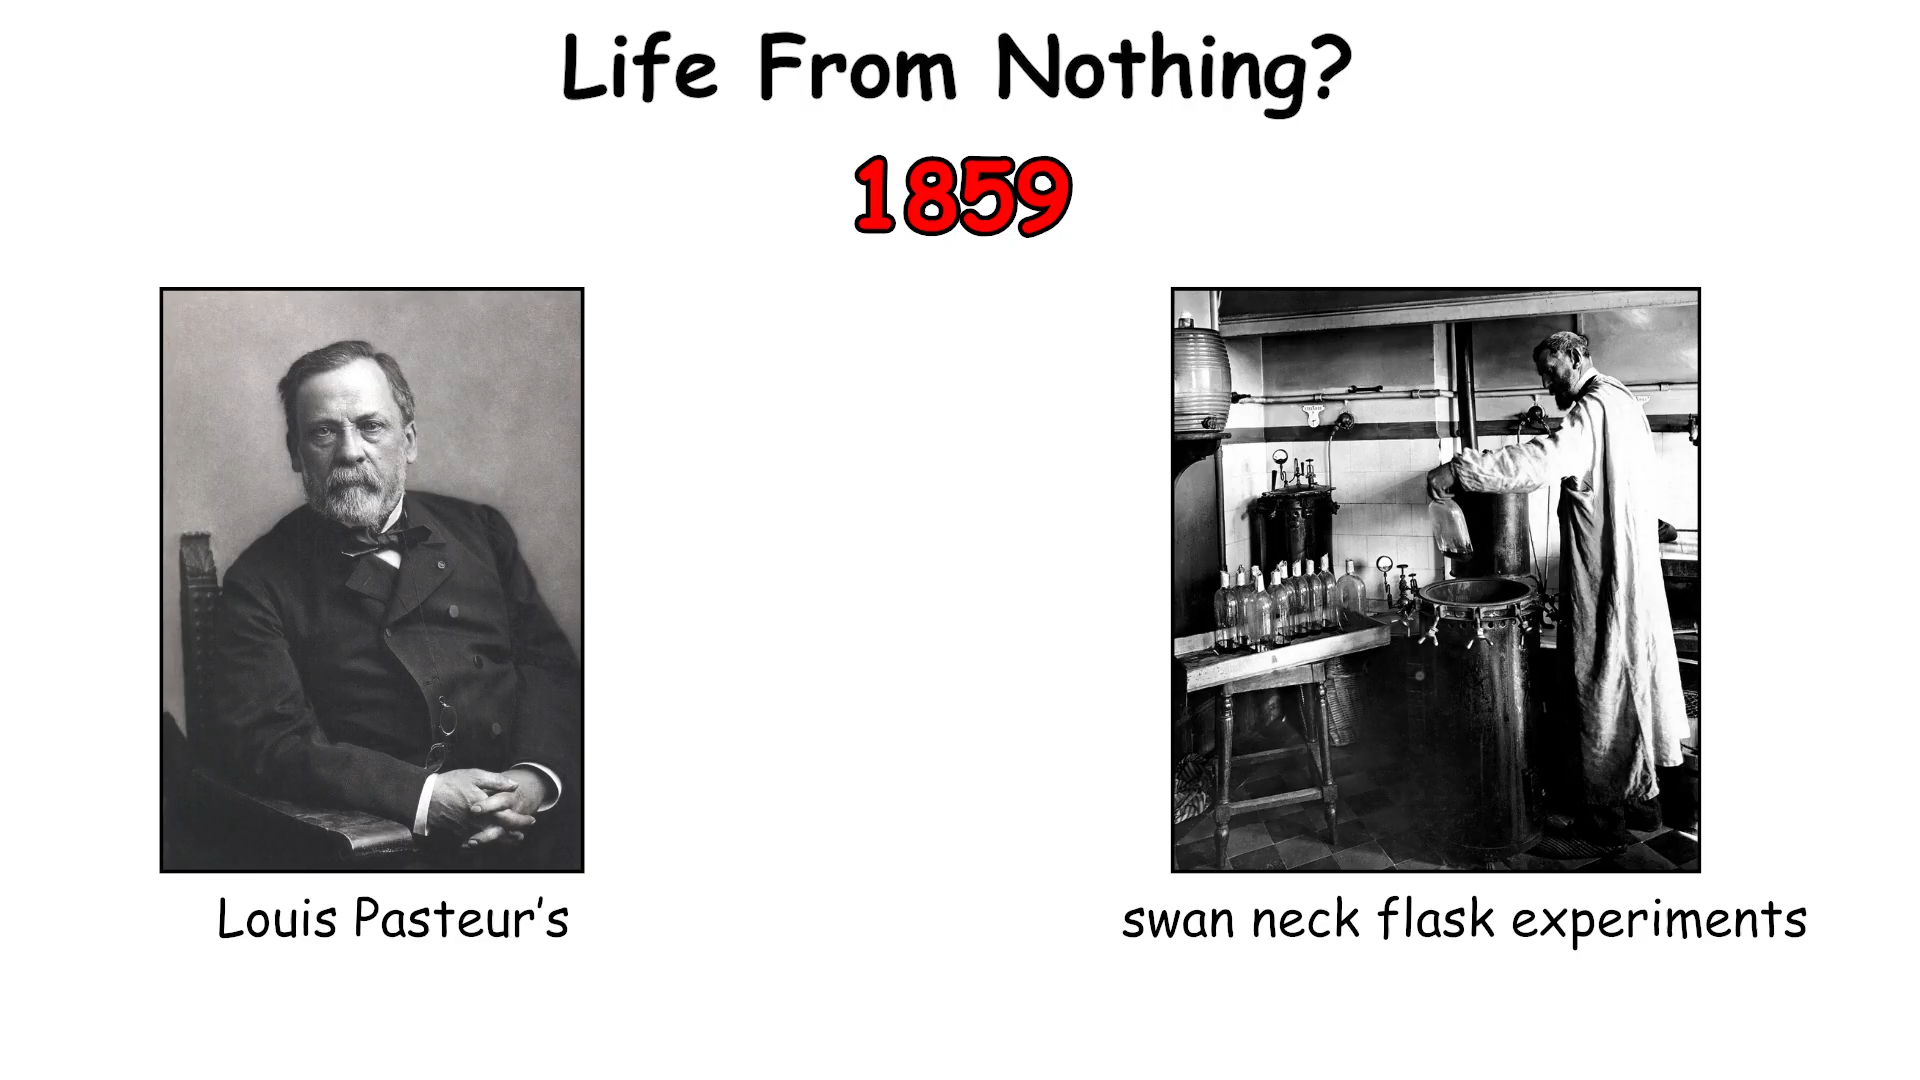 Life From Nothing?
1859
Louis Pasteur’s
swan neck flask experiments